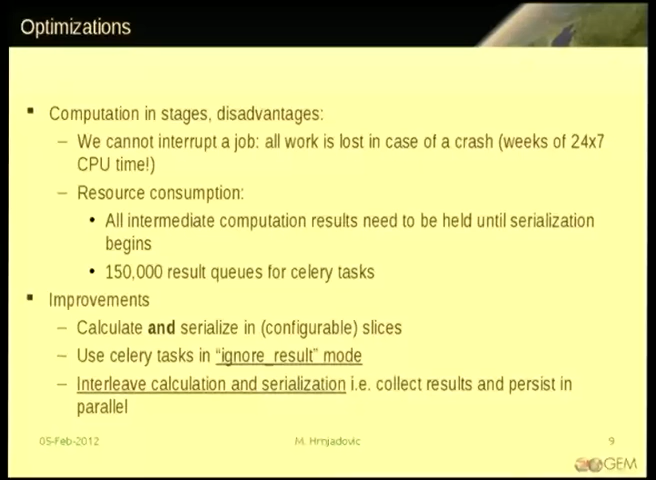 Optimizations
Computation in stages, disadvantages:
– We cannot interrupt a job: all work is lost in case of a crash (weeks of 24x7
CPU time!)
– Resource consumption:
• All intermediate computation results need to be held until serialization
begins
• 150,000 result queues for celery tasks
Improvements
– Calculate and serialize in (configurable) slices
– Use celery tasks in “ignore_result” mode
– Interleave calculation and serialization i.e. collect results and persist in
parallel
05-Feb-2012 M. Hrnjadovic 9
GEM